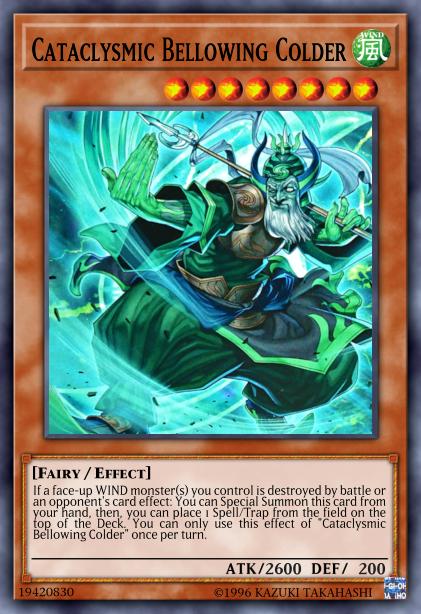 Cataclysmic Bellowing Colder
WIND
風
[Fairy / Effect]
If a face-up WIND monster(s) you control is destroyed by battle or
an opponent's card effect: You can Special Summon this card from
your hand, then, you can place 1 Spell/Trap from the field on the
top of the Deck. You can only use this effect of "Cataclysmic
Bellowing Colder" once per turn.
ATK/2600 DEF/ 200
19420830 ©1996 KAZUKI TAKAHASHI